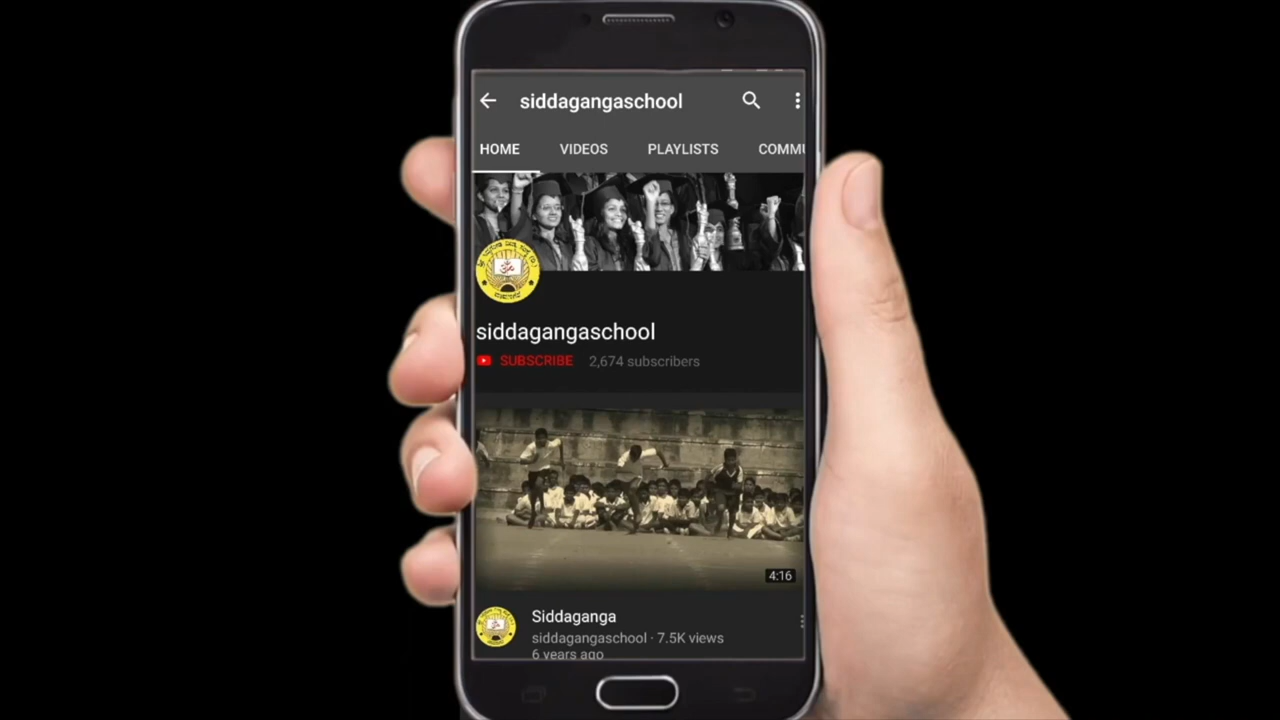 siddagangaschool
HOME VIDEOS PLAYLISTS COMMU
siddagangaschool
SUBSCRIBE 2,674 subscribers
4:16
Siddaganga
siddagangaschool · 7.5K views
6 years ago